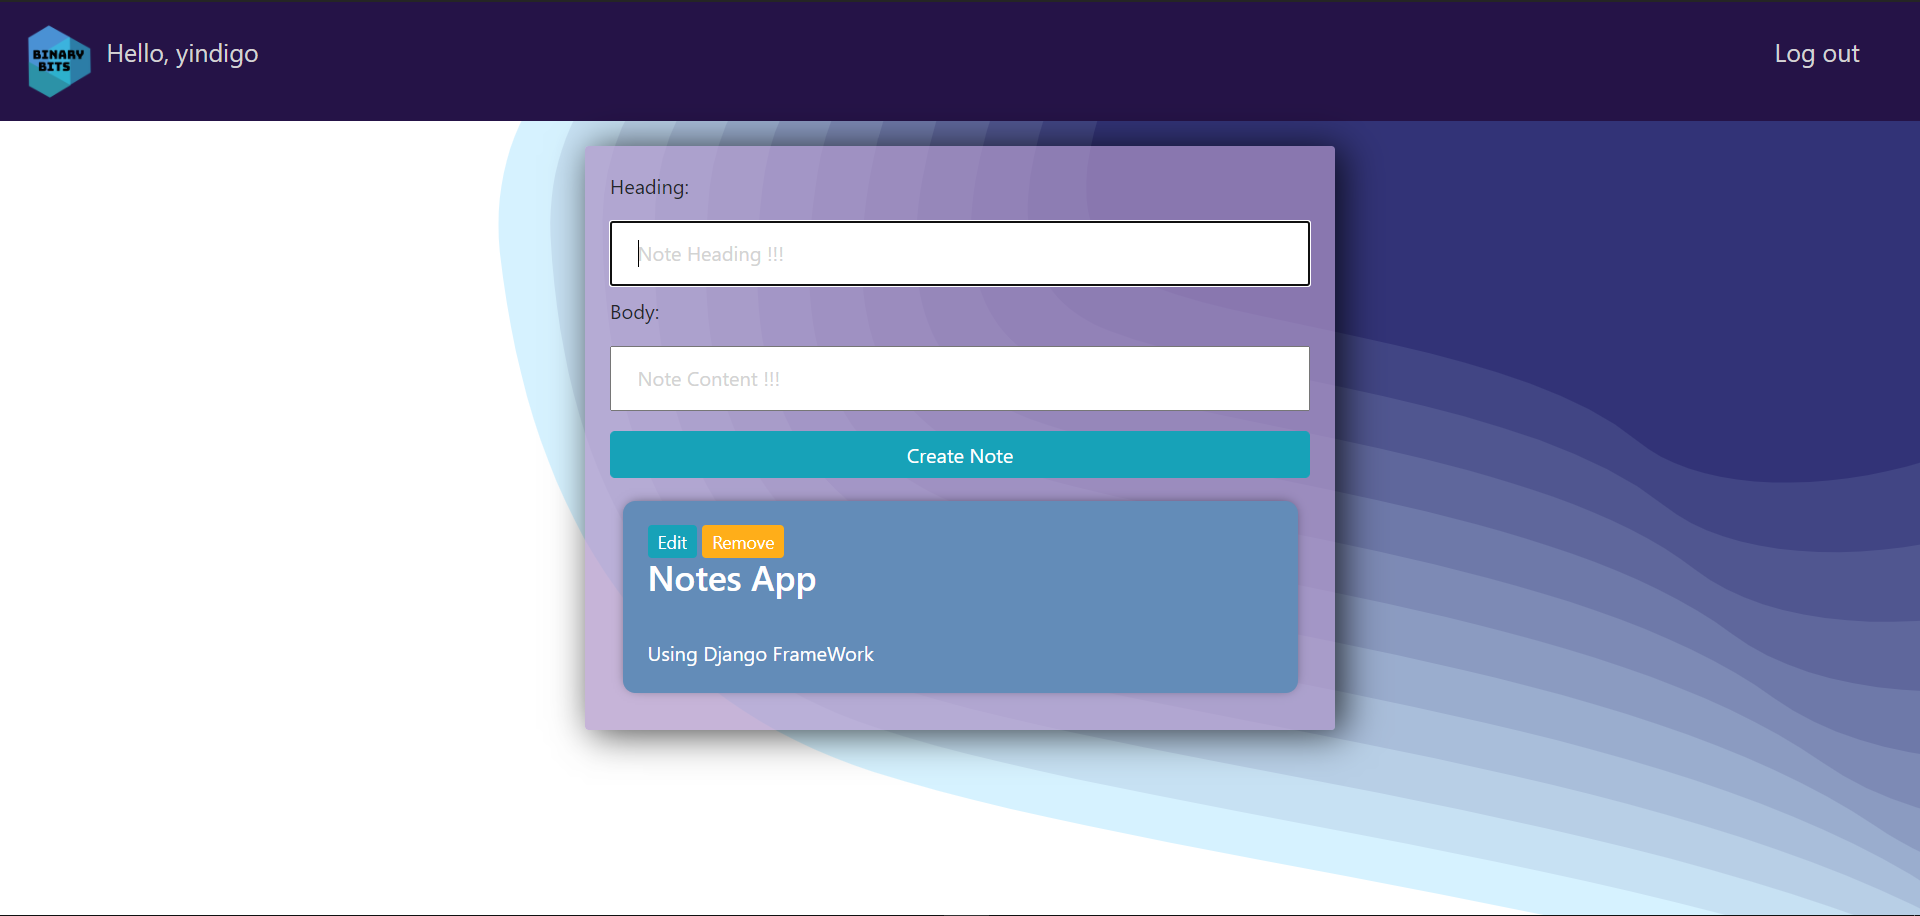 BINARY
BITS
Hello, yindigo
Log out
Heading:
Note Heading !!!
Body:
Note Content !!!
Create Note
Edit Remove
Notes App
Using Django FrameWork